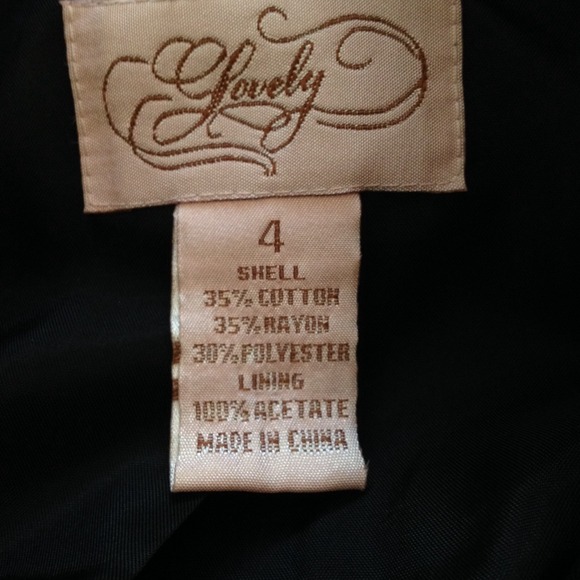 Lovely
4
SHELL
35% COTTON
35% RAYON
30% POLYESTER
LINING
100% ACETATE
MADE IN CHINA